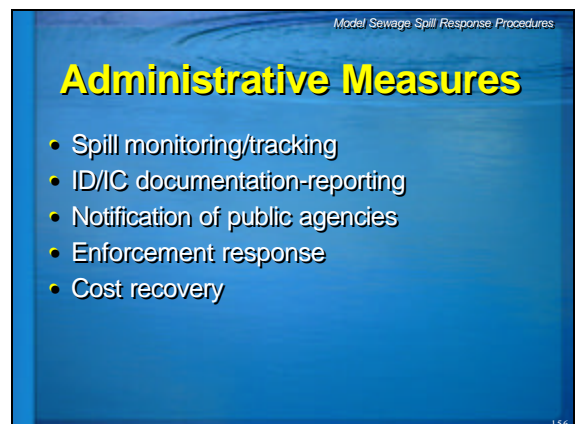 Model Sewage Spill Response Procedures
Administrative Measures
• Spill monitoring/tracking
• ID/IC documentation-reporting
• Notification of public agencies
• Enforcement response
• Cost recovery
156